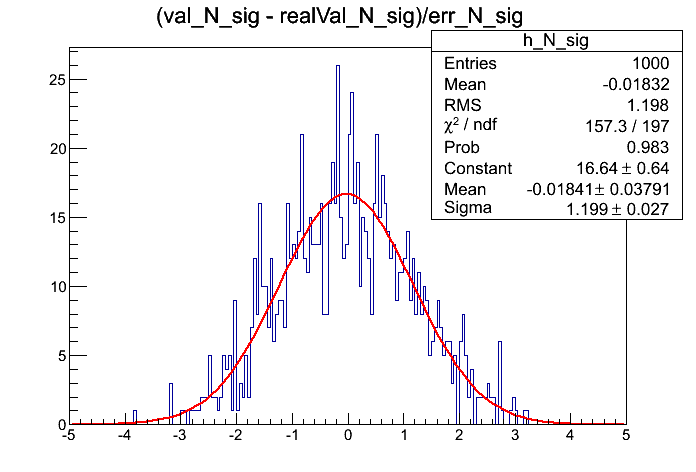 (val_N_sig - realVal_N_sig)/err_N_sig
h_N_sig
Entries 1000
Mean -0.01832
RMS 1.198
χ² / ndf 157.3 / 197
Prob 0.983
Constant 16.64 ± 0.64
Mean -0.01841 ± 0.03791
Sigma 1.199 ± 0.027
25
20
15
10
5
0
-5 -4 -3 -2 -1 0 1 2 3 4 5